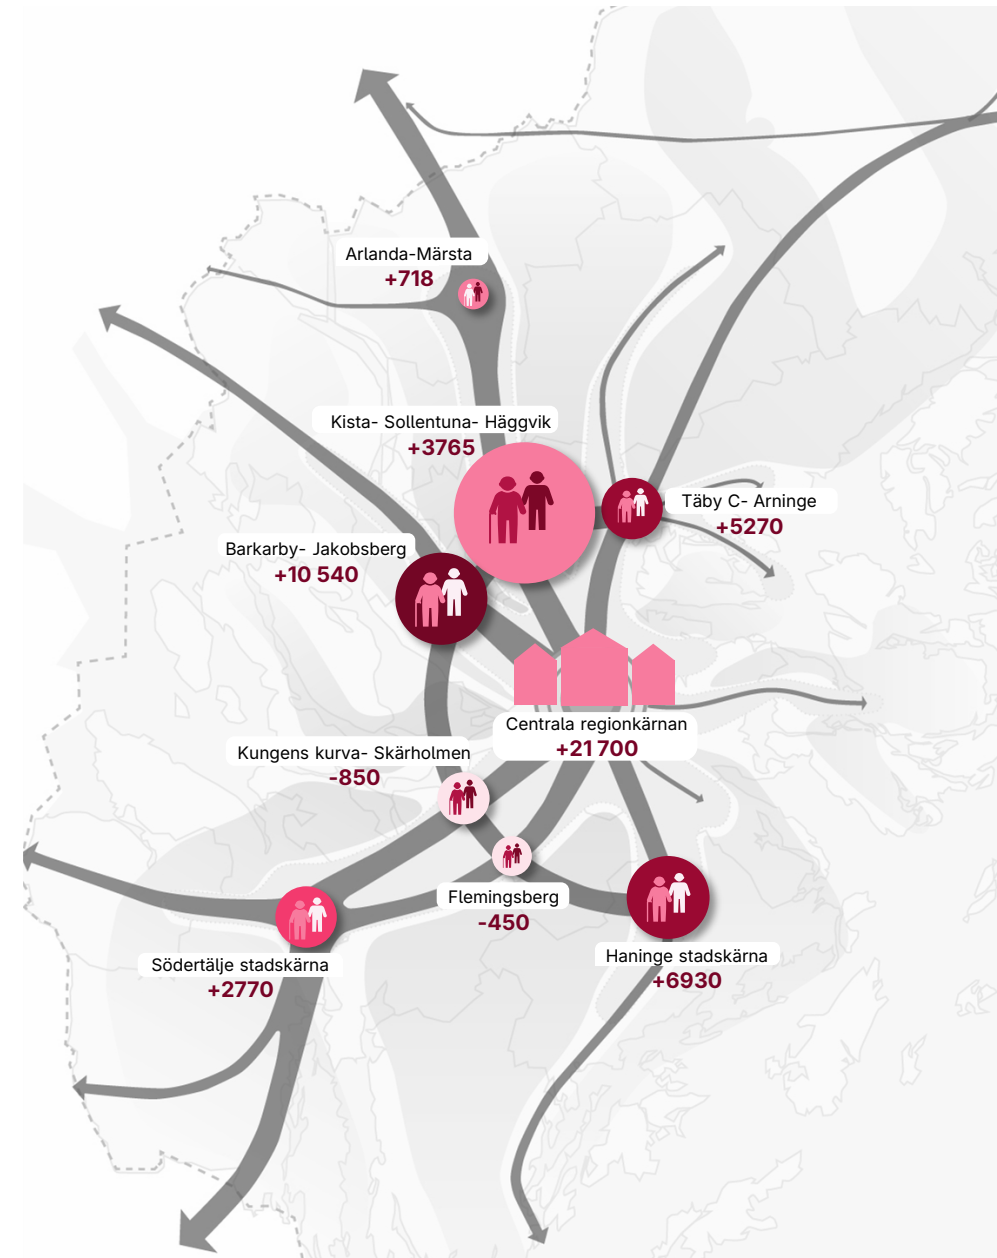 Arlanda-Märsta
+718
Kista- Sollentuna- Häggvik
+3765
Täby C- Arninge
+5270
Barkarby- Jakobsberg
+10 540
Centrala regionkärnan
+21 700
Kungens kurva- Skärholmen
-850
Flemingsberg
-450
Haninge stadskärna
+6930
Södertälje stadskärna
+2770